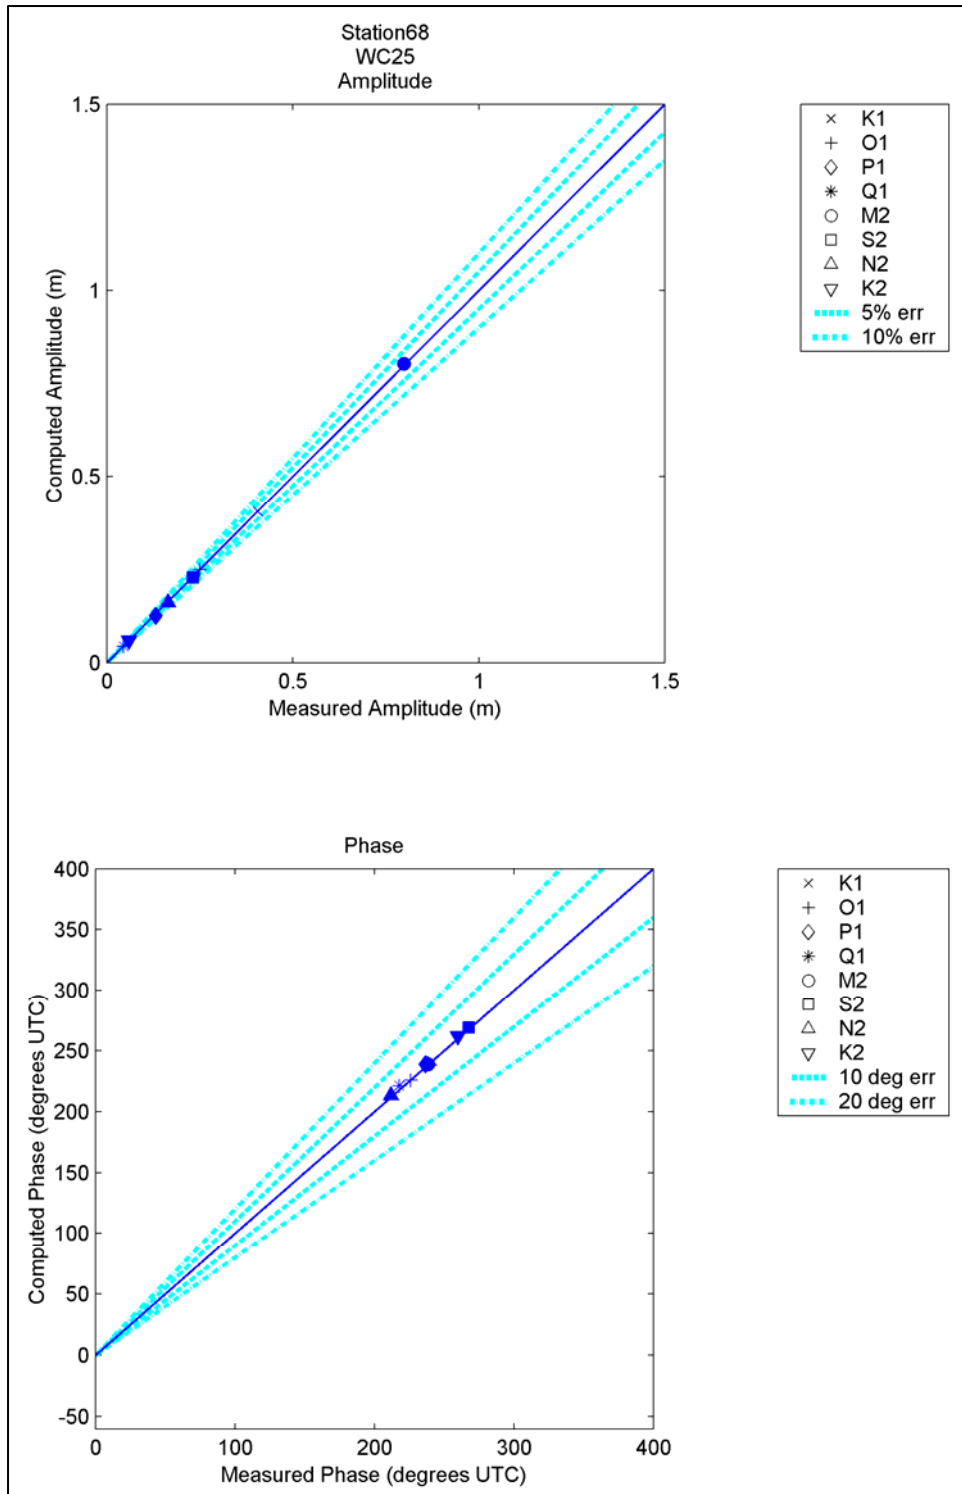 Station68
WC25
Amplitude
1.5
1
0.5
0
Computed Amplitude (m)
0
0.5
1
1.5
Measured Amplitude (m)
K1
O1
P1
Q1
M2
S2
N2
K2
5% err
10% err
Phase
400
350
300
250
200
150
100
50
0
-50
Computed Phase (degrees UTC)
0
100
200
300
400
Measured Phase (degrees UTC)
K1
O1
P1
Q1
M2
S2
N2
K2
10 deg err
20 deg err